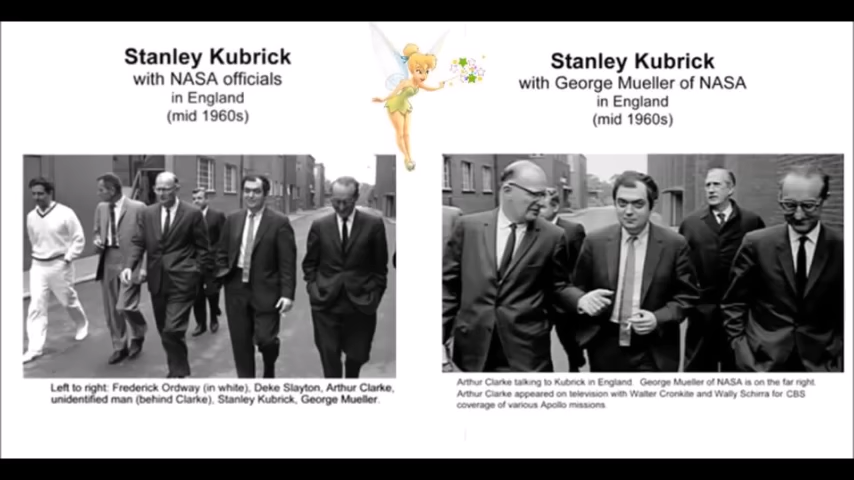 Stanley Kubrick
with NASA officials
in England
(mid 1960s)
Left to right: Frederick Ordway (in white), Deke Slayton, Arthur Clarke,
unidentified man (behind Clarke), Stanley Kubrick, George Mueller.
Stanley Kubrick
with George Mueller of NASA
in England
(mid 1960s)
Arthur Clarke talking to Kubrick in England. George Mueller of NASA is on the far right.
Arthur Clarke appeared on television with Walter Cronkite and Wally Schirra for CBS
coverage of various Apollo missions.